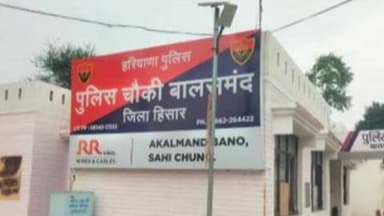 हरियाणा पुलिस
पुलिस चौकी बालसमंद
जिला हिसार
RR
AKALMAND BANO,
SAHI CHUNO.